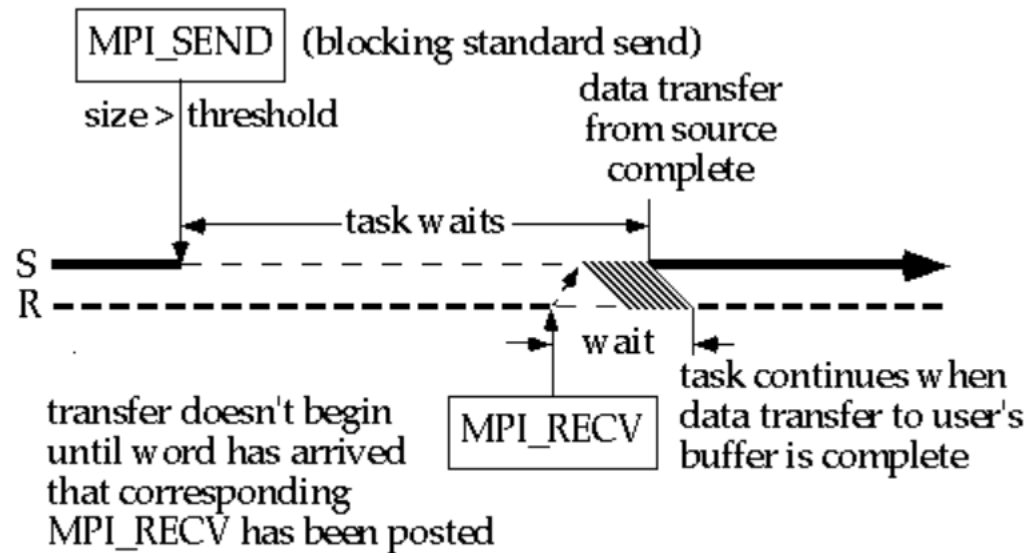 MPI_SEND (blocking standard send)
size > threshold
data transfer
from source
complete
task waits
S
R
wait
MPI_RECV
transfer doesn't begin
until word has arrived
that corresponding
MPI_RECV has been posted
task continues when
data transfer to user's
buffer is complete